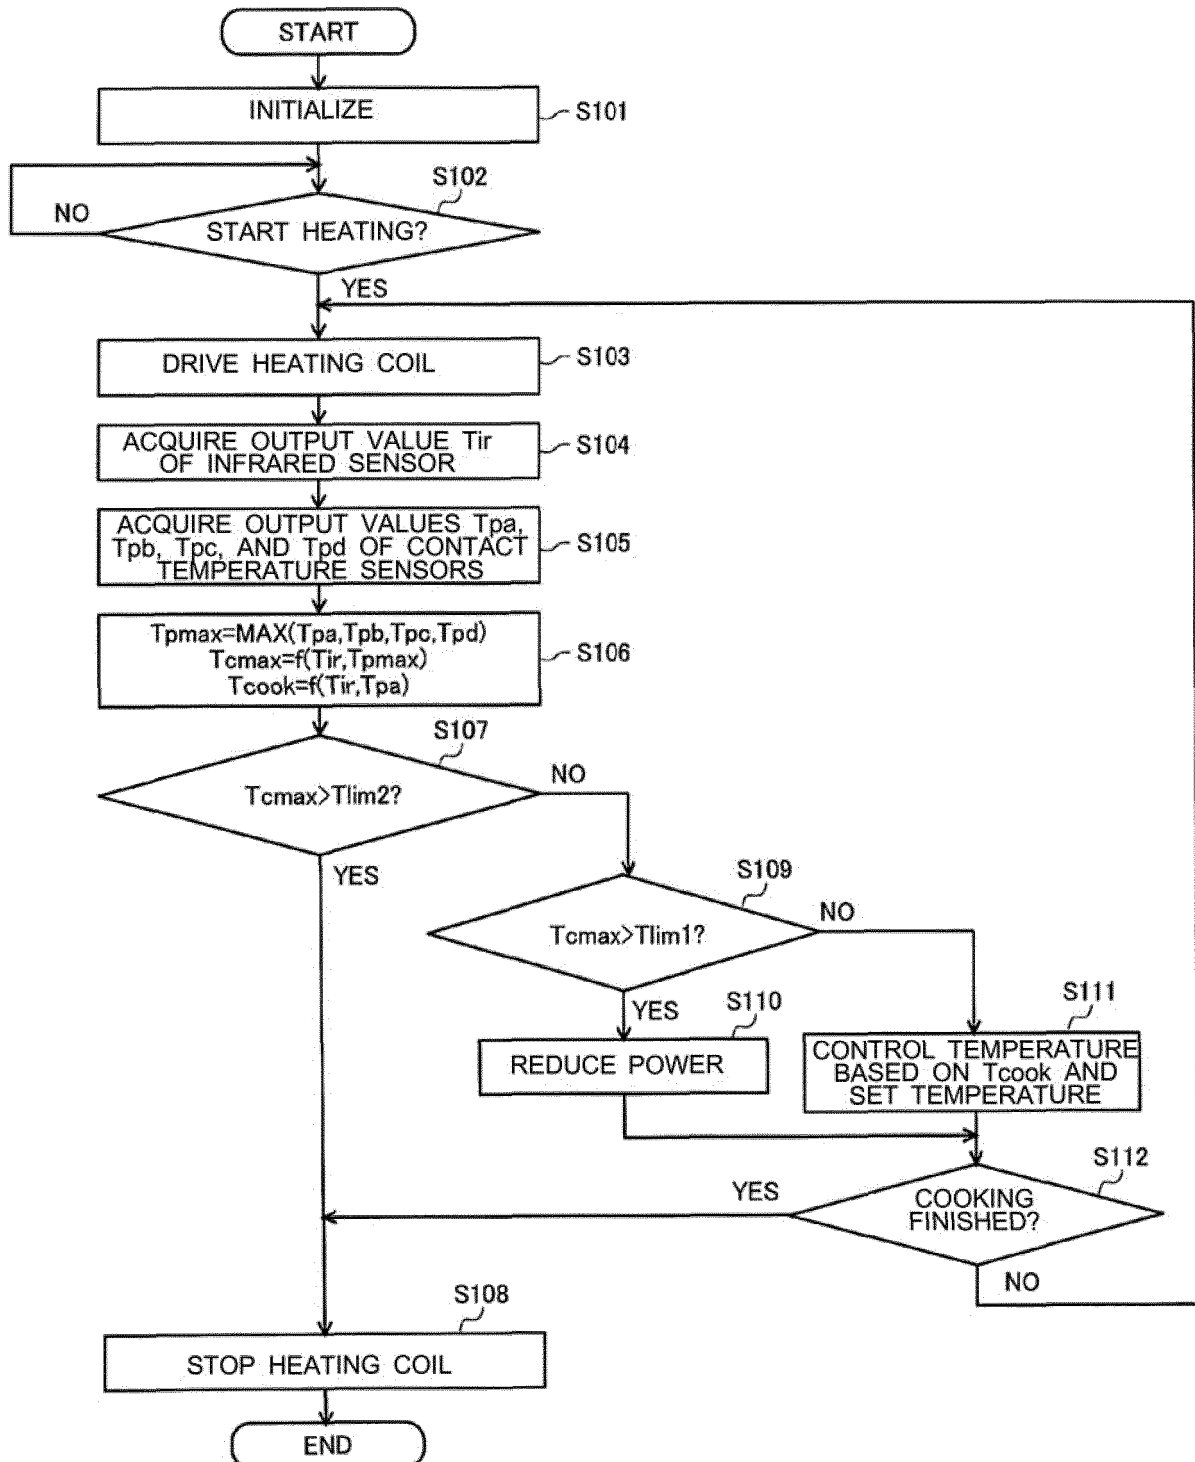 START
INITIALIZE
S101
S102
NO
START HEATING?
YES
DRIVE HEATING COIL
S103
ACQUIRE OUTPUT VALUE Tir
OF INFRARED SENSOR
S104
ACQUIRE OUTPUT VALUES Tpa,
Tpb, Tpc, AND Tpd OF CONTACT
TEMPERATURE SENSORS
S105
Tpmax=MAX(Tpa,Tpb,Tpc,Tpd)
Tcmax=f(Tir,Tpmax)
Tcook=f(Tir,Tpa)
S106
S107
Tcmax>Tlim2?
NO
YES
S109
Tcmax>Tlim1?
NO
YES
S110
REDUCE POWER
S111
CONTROL TEMPERATURE
BASED ON Tcook AND
SET TEMPERATURE
S112
YES
COOKING
FINISHED?
NO
S108
STOP HEATING COIL
END